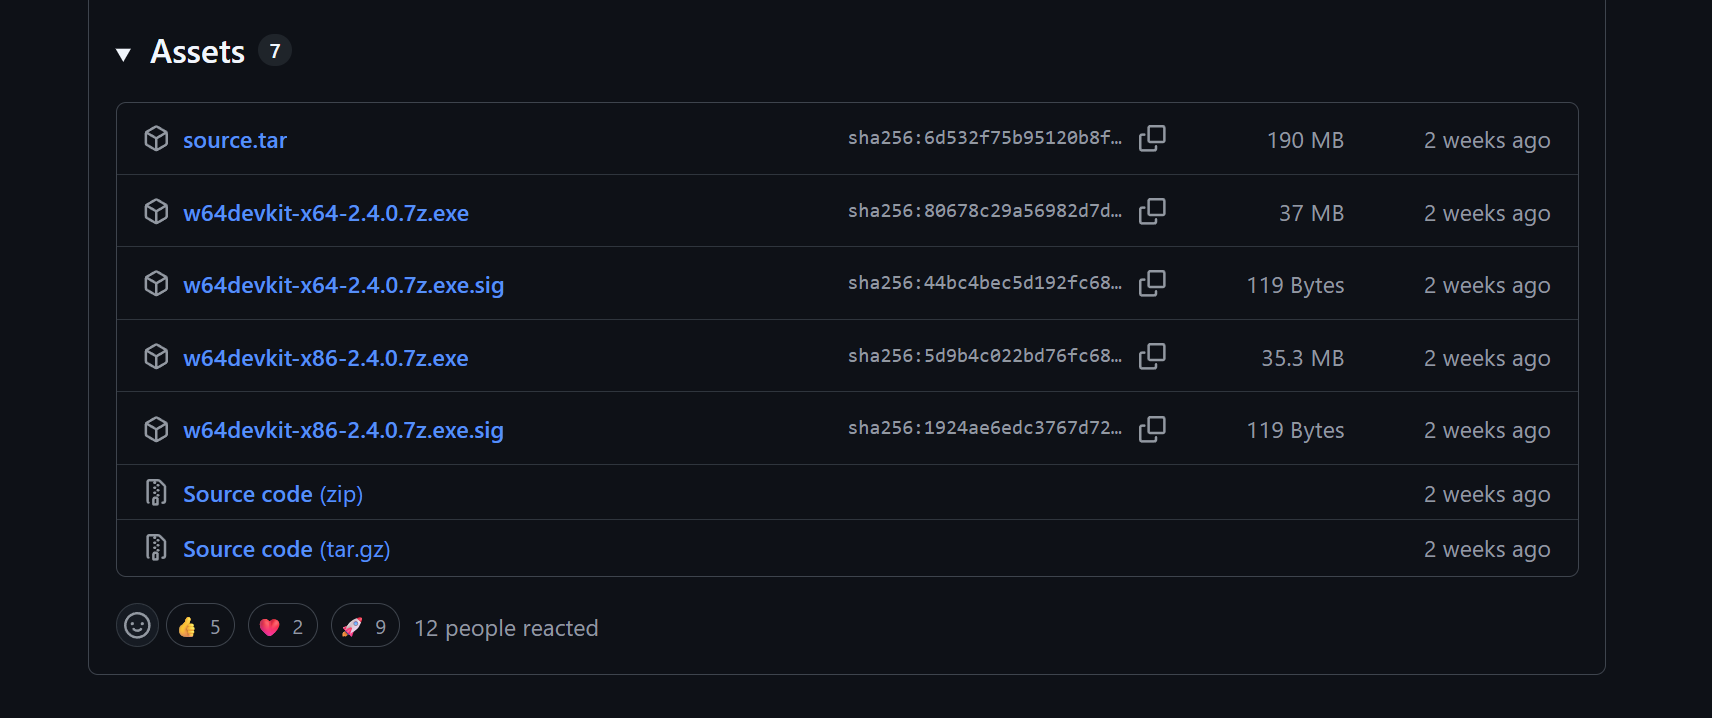 Assets 7
source.tar sha256:6d532f75b95120b8f… 190 MB 2 weeks ago
w64devkit-x64-2.4.0.7z.exe sha256:80678c29a56982d7d… 37 MB 2 weeks ago
w64devkit-x64-2.4.0.7z.exe.sig sha256:44bc4bec5d192fc68… 119 Bytes 2 weeks ago
w64devkit-x86-2.4.0.7z.exe sha256:5d9b4c022bd76fc68… 35.3 MB 2 weeks ago
w64devkit-x86-2.4.0.7z.exe.sig sha256:1924ae6edc3767d72… 119 Bytes 2 weeks ago
Source code (zip) 2 weeks ago
Source code (tar.gz) 2 weeks ago
👍 5 ❤️ 2 🚀 9 12 people reacted